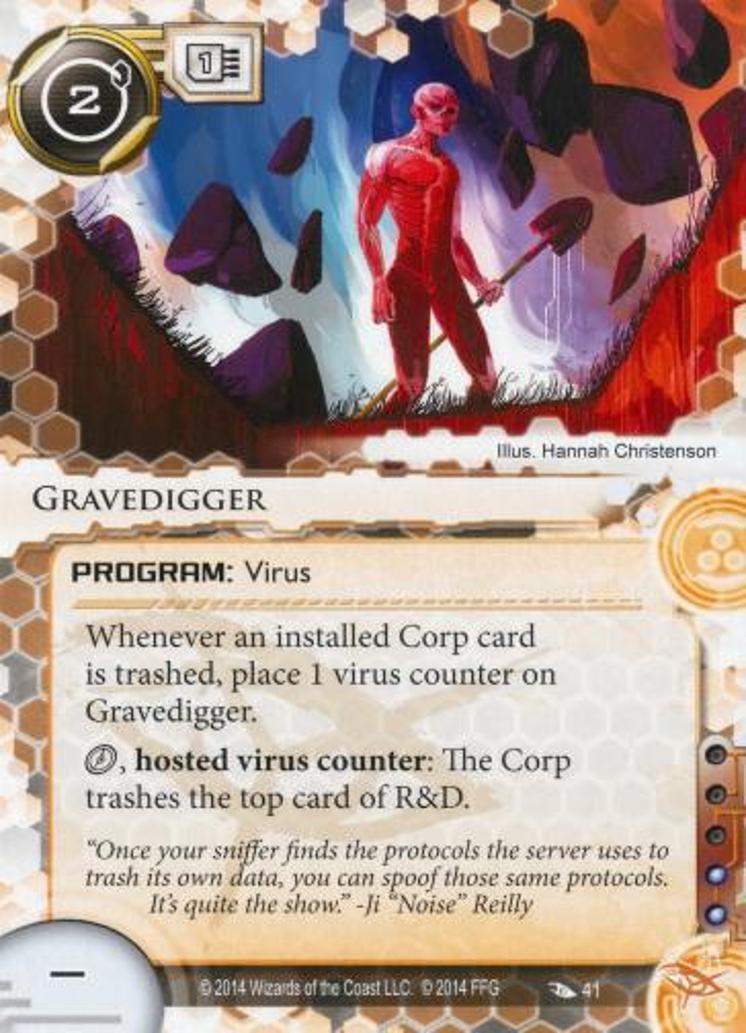 2
1
Illus. Hannah Christenson
GRAVEDIGGER
PROGRAM: Virus
Whenever an installed Corp card
is trashed, place 1 virus counter on
Gravedigger.
, hosted virus counter: The Corp
trashes the top card of R&D.
“Once your sniffer finds the protocols the server uses to
trash its own data, you can spoof those same protocols.
It’s quite the show.” -Ji “Noise” Reilly
–
© 2014 Wizards of the Coast LLC. © 2014 FFG 41